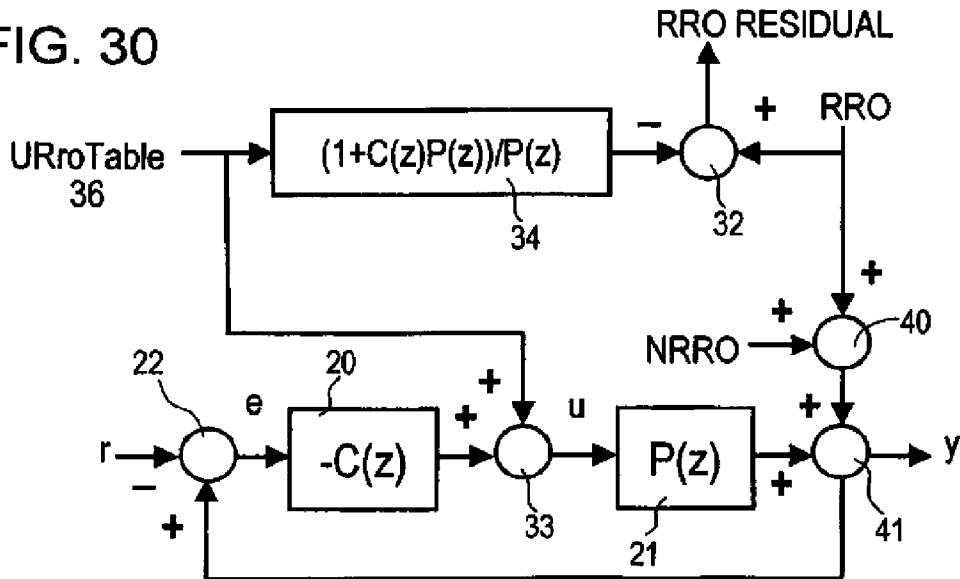 FIG. 30
RRO RESIDUAL
RRO
URroTable
36
(1+C(z)P(z))/P(z)
34
−
+
32
+
+
40
NRRO
22
e
20
+
+
u
+
r
−
+
-C(z)
33
P(z)
21
+
y
41